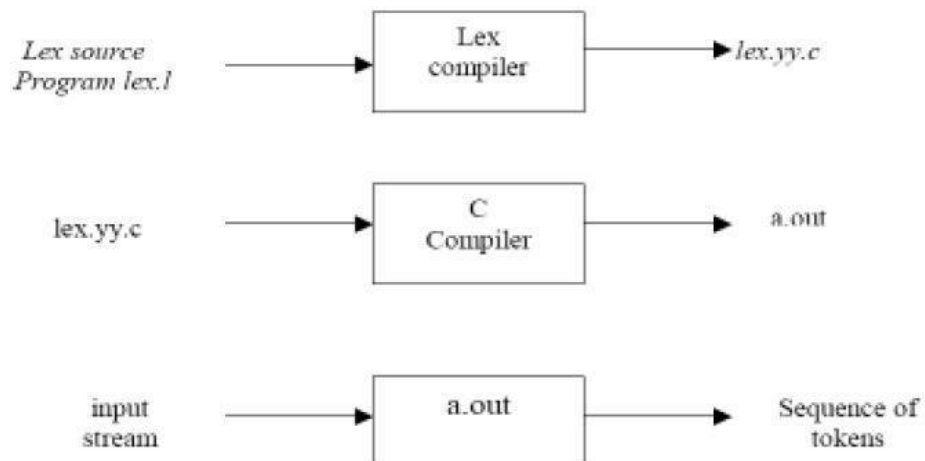 Lex source
Program lex.l
Lex
compiler
lex.yy.c
lex.yy.c
C
Compiler
a.out
input
stream
a.out
Sequence of
tokens